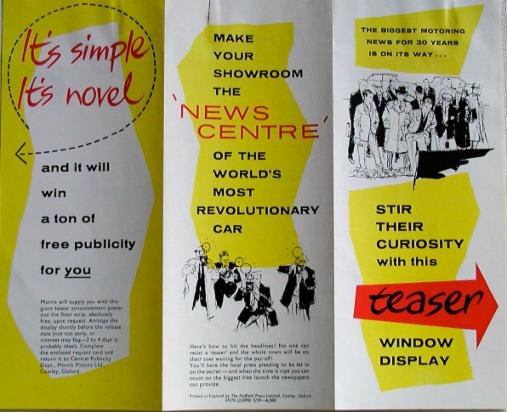 It's simple
It's novel
and it will
win
a ton of
free publicity
for you
Morris will supply you with this
giant teaser announcement poster
and the floor strip, absolutely
free, upon request. Arrange the
display shortly before the release
date (not too early, or
interest may flag—3 to 4 days is
probably ideal). Complete
the enclosed request card and
return it to Central Publicity
Dept., Morris Motors Ltd.,
Cowley, Oxford.
MAKE
YOUR
SHOWROOM
THE
'NEWS
CENTRE'
OF THE
WORLD'S
MOST
REVOLUTIONARY
CAR
Here's how to hit the headlines! No one can
resist a 'teaser' and the whole town will be on
their toes waiting for the pay-off!
You'll have the local press pleading to be let in
on the secret—and when the time is ripe you can
count on the biggest free launch the newspapers
can provide.
Printed in England by The Nuffield Press Limited, Cowley, Oxford.
THE BIGGEST MOTORING
NEWS FOR 30 YEARS
IS ON ITS WAY...
STIR
THEIR
CURIOSITY
with this
teaser
WINDOW
DISPLAY